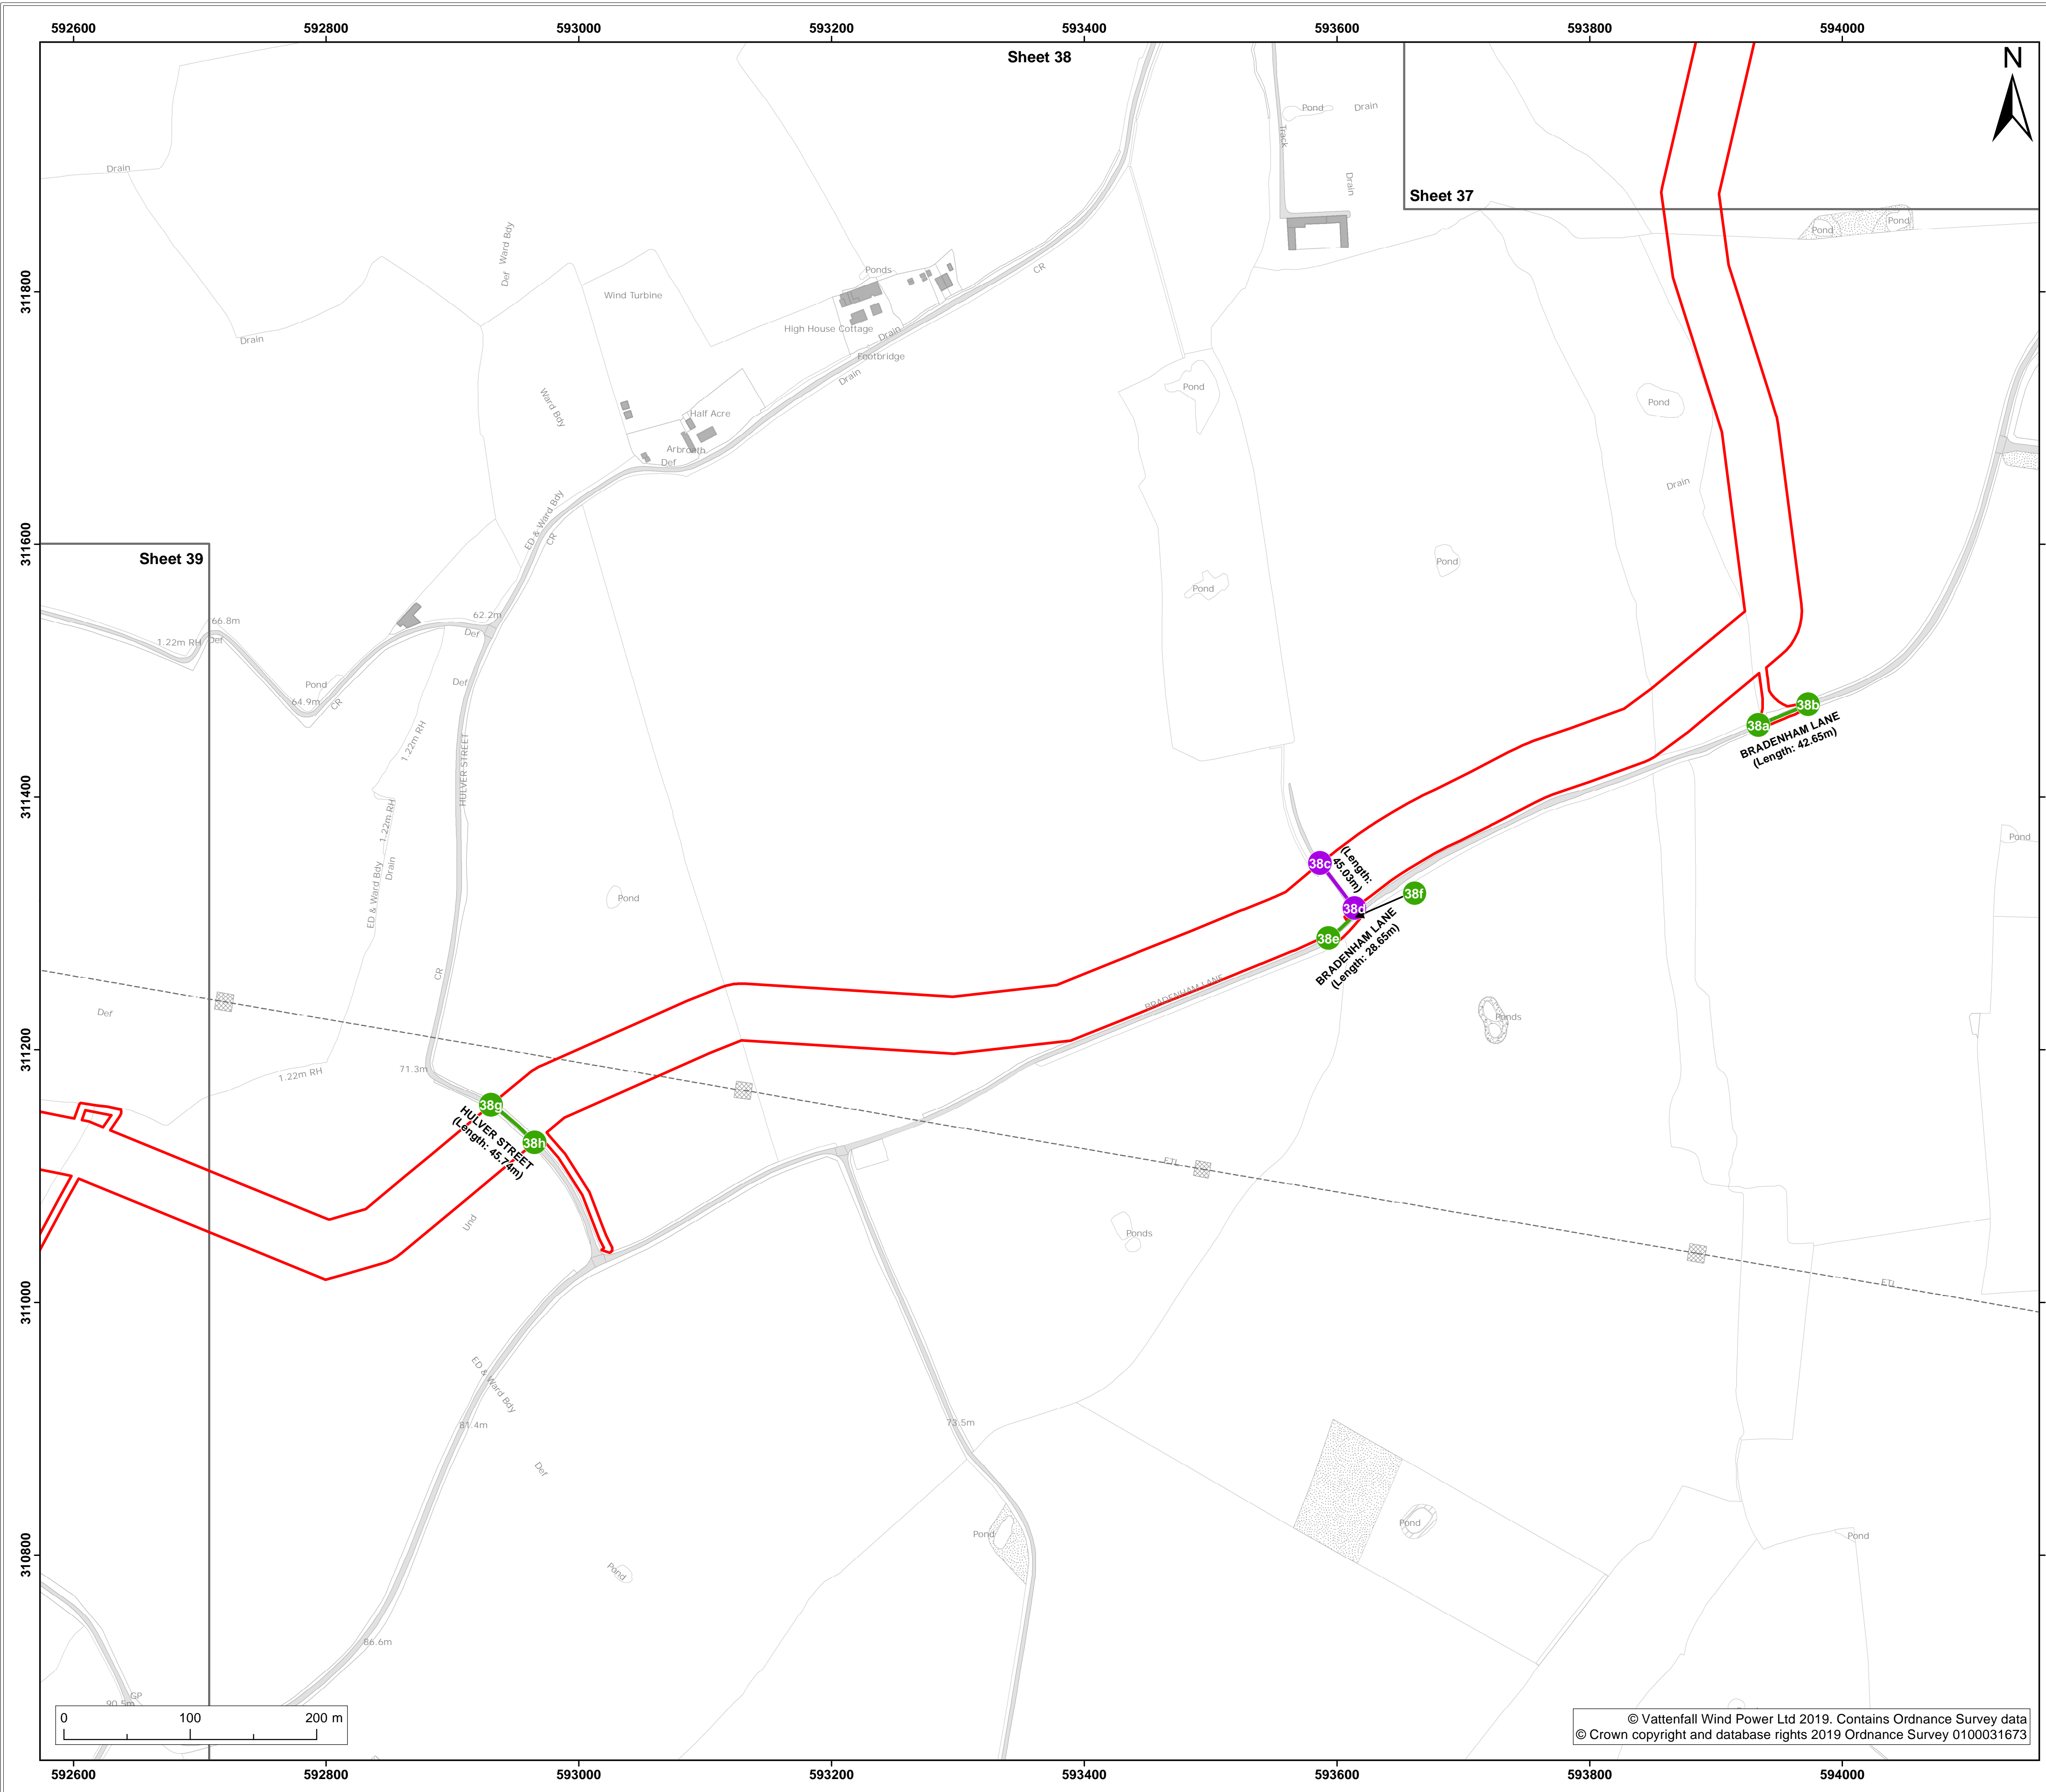 592600 592800 593000 593200 593400 593600 593800 594000
Sheet 38
N
Pond
Drain
Track
Drain
Drain
Sheet 37
Pond
Pond
Def Ward Bdy
CR
Ponds
Wind Turbine
311800
High House Cottage
Drain
Footbridge
Drain
Drain
Pond
Ward Bdy
Pond
Half Acre
Arbroath
Def
Drain
ED & Ward Bdy
CR
311600
Sheet 39
Pond
Pond
62.2m
66.8m
1.22m RH
Def
Def
Def
Pond
64.9m
CR
1.22m RH
HULVER STREET
38b
38a
BRADENHAM LANE
(Length: 42.65m)
311400
1.22m RH
Drain
ED & Ward Bdy
Pond
38c
(Length:
45.03m)
38f
38d
38e
BRADENHAM LANE
(Length: 28.65m)
Pond
CR
BRADENHAM LANE
Def
Ponds
311200
71.3m
1.22m RH
38g
HULVER STREET
(Length: 45.74m)
38h
ETL
Und
Ponds
ETL
311000
ED & Ward Bdy
81.4m
73.5m
Def
Pond
Pond
Pond
310800
Pond
86.6m
GP
90.5m
0 100 200 m
© Vattenfall Wind Power Ltd 2019. Contains Ordnance Survey data
© Crown copyright and database rights 2019 Ordnance Survey 0100031673
592600 592800 593000 593200 593400 593600 593800 594000